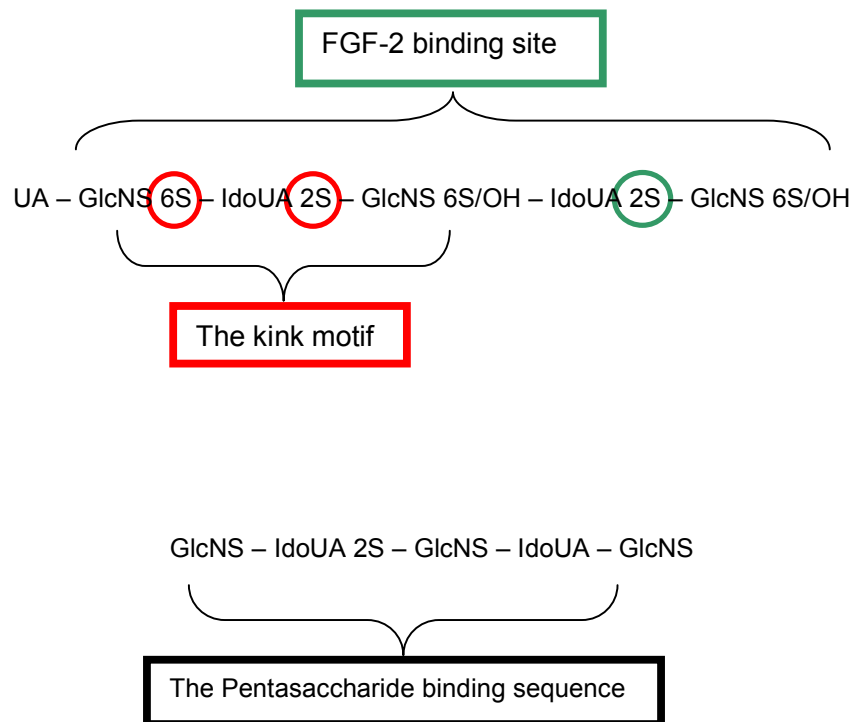 FGF-2 binding site
UA – GlcNS 6S – IdoUA 2S – GlcNS 6S/OH – IdoUA 2S – GlcNS 6S/OH
The kink motif
GlcNS – IdoUA 2S – GlcNS – IdoUA – GlcNS
The Pentasaccharide binding sequence